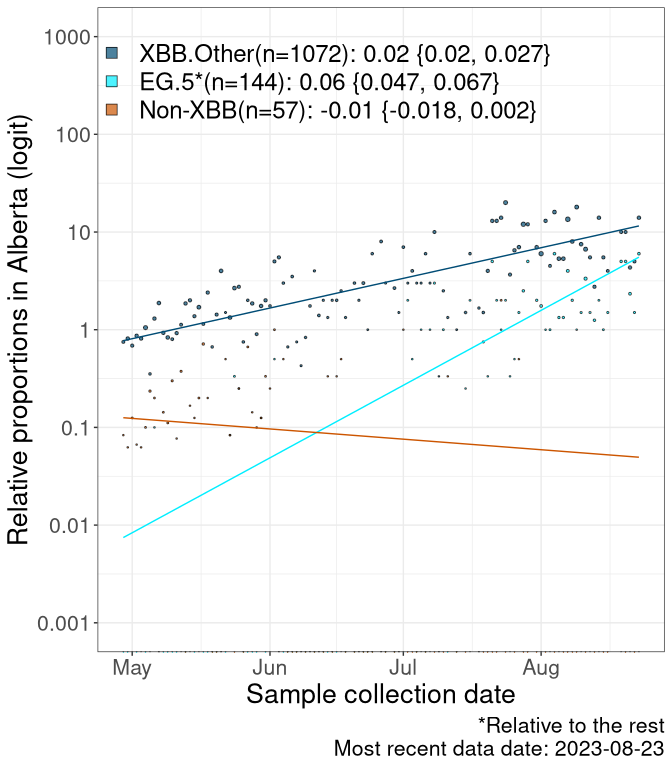 1000
100
10
1
0.1
0.01
0.001
Relative proportions in Alberta (logit)
XBB.Other(n=1072): 0.02 {0.02, 0.027}
EG.5*(n=144): 0.06 {0.047, 0.067}
Non-XBB(n=57): -0.01 {-0.018, 0.002}
May Jun Jul Aug
Sample collection date
*Relative to the rest
Most recent data date: 2023-08-23